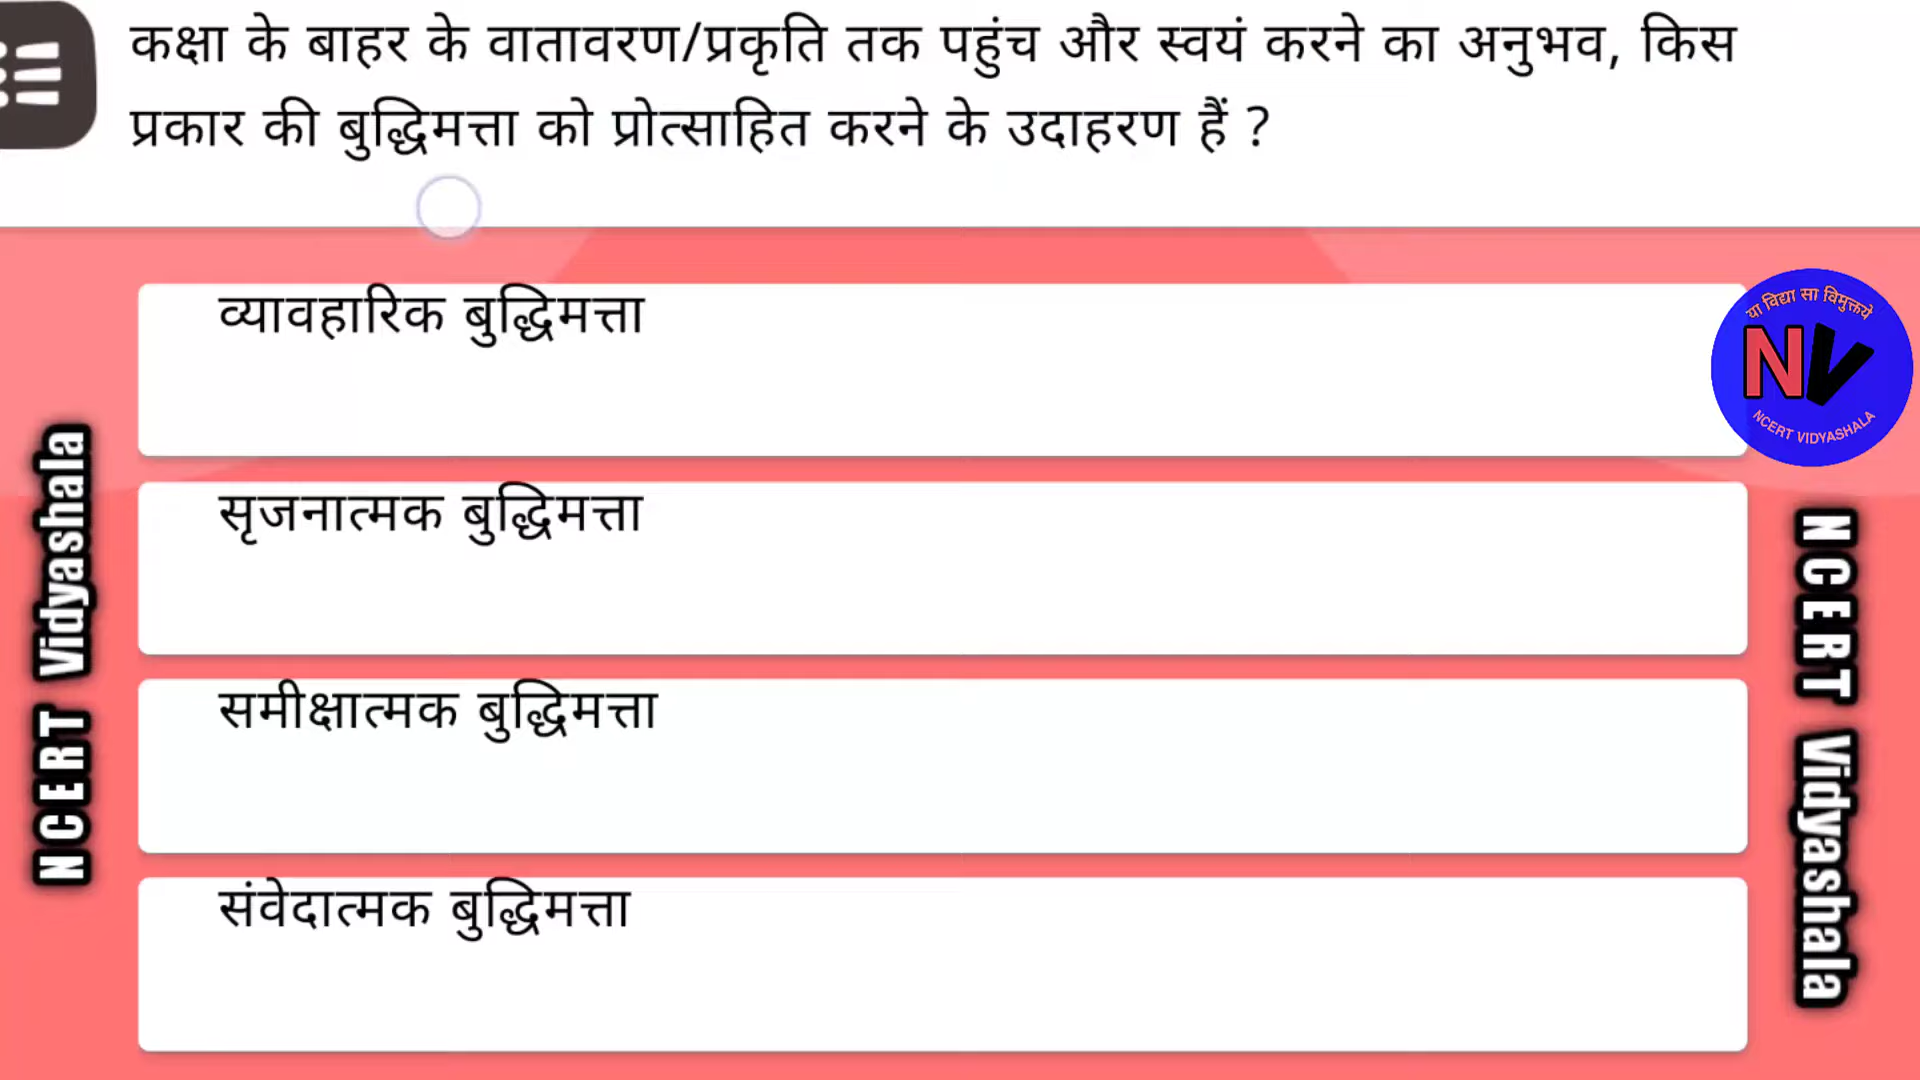 कक्षा के बाहर के वातावरण/प्रकृति तक पहुंच और स्वयं करने का अनुभव, किस
प्रकार की बुद्धिमत्ता को प्रोत्साहित करने के उदाहरण हैं ?
व्यावहारिक बुद्धिमत्ता
या विद्या सा विमुक्तये
NV
NCERT VIDYASHALA
सृजनात्मक बुद्धिमत्ता
समीक्षात्मक बुद्धिमत्ता
संवेदात्मक बुद्धिमत्ता
NCERT Vidyashala
NCERT Vidyashala